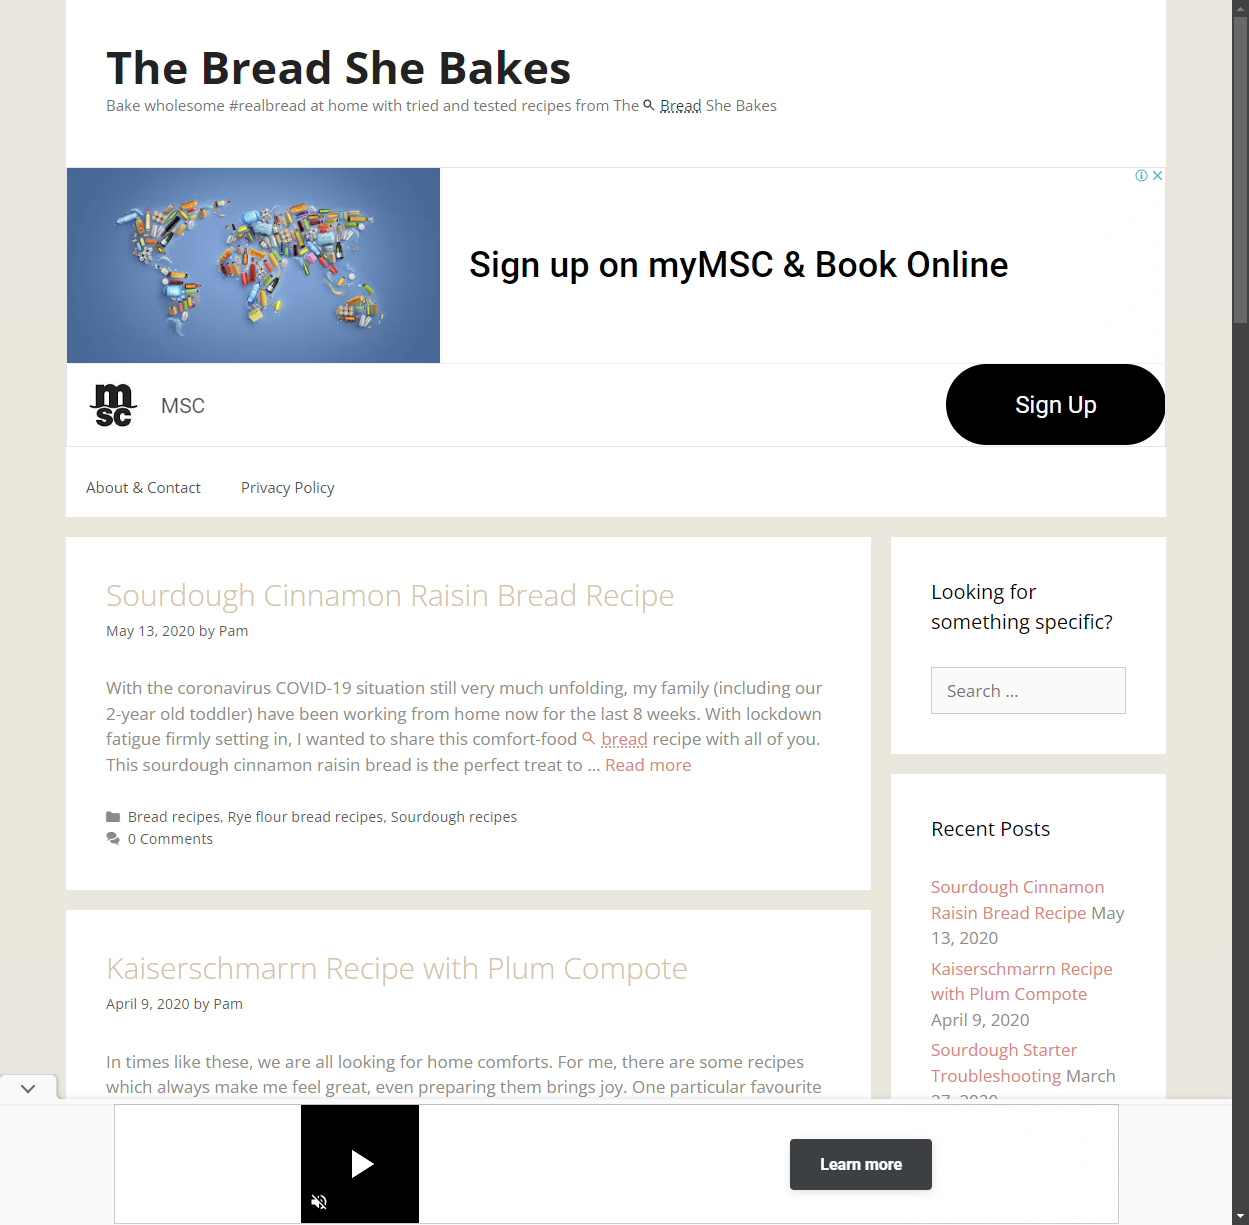 The Bread She Bakes
Bake wholesome #realbread at home with tried and tested recipes from The Bread She Bakes
Sign up on myMSC & Book Online
msc
MSC
Sign Up
About & Contact
Privacy Policy
Sourdough Cinnamon Raisin Bread Recipe
May 13, 2020 by Pam
With the coronavirus COVID-19 situation still very much unfolding, my family (including our
2-year old toddler) have been working from home now for the last 8 weeks. With lockdown
fatigue firmly setting in, I wanted to share this comfort-food bread recipe with all of you.
This sourdough cinnamon raisin bread is the perfect treat to ... Read more
Bread recipes, Rye flour bread recipes, Sourdough recipes
0 Comments
Kaiserschmarrn Recipe with Plum Compote
April 9, 2020 by Pam
In times like these, we are all looking for home comforts. For me, there are some recipes
which always make me feel great, even preparing them brings joy. One particular favourite
Looking for
something specific?
Search ...
Recent Posts
Sourdough Cinnamon
Raisin Bread Recipe May
13, 2020
Kaiserschmarrn Recipe
with Plum Compote
April 9, 2020
Sourdough Starter
Troubleshooting March
27, 2020
Learn more